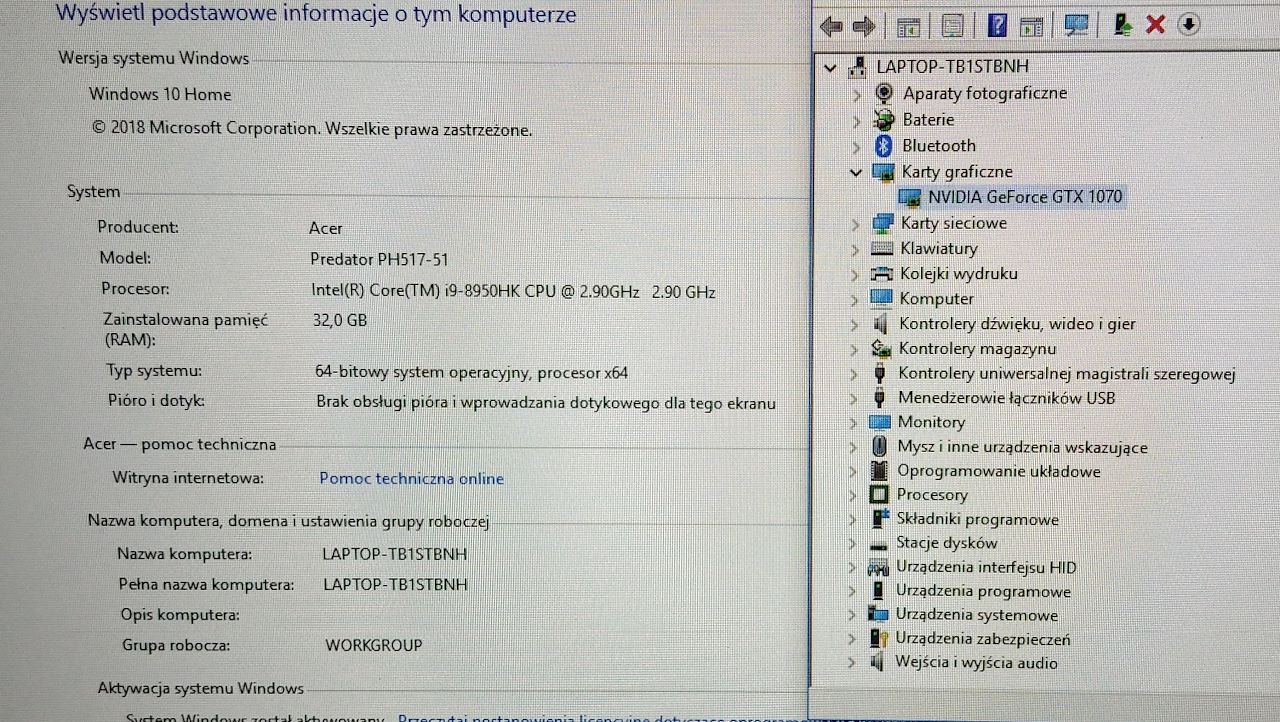 Wyświetl podstawowe informacje o tym komputerze
Wersja systemu Windows
Windows 10 Home
© 2018 Microsoft Corporation. Wszelkie prawa zastrzeżone.
System
Producent: Acer
Model: Predator PH517-51
Procesor: Intel(R) Core(TM) i9-8950HK CPU @ 2.90GHz 2.90 GHz
Zainstalowana pamięć 32,0 GB
(RAM):
Typ systemu: 64-bitowy system operacyjny, procesor x64
Pióro i dotyk: Brak obsługi pióra i wprowadzania dotykowego dla tego ekranu
Acer — pomoc techniczna
Witryna internetowa: Pomoc techniczna online
Nazwa komputera, domena i ustawienia grupy roboczej
Nazwa komputera: LAPTOP-TB1STBNH
Pełna nazwa komputera: LAPTOP-TB1STBNH
Opis komputera:
Grupa robocza: WORKGROUP
Aktywacja systemu Windows
System Windows został aktywowany Przeczytaj postanowienia licencyjne dotyczące
LAPTOP-TB1STBNH
Aparaty fotograficzne
Baterie
Bluetooth
Karty graficzne
NVIDIA GeForce GTX 1070
Karty sieciowe
Klawiatury
Kolejki wydruku
Komputer
Kontrolery dźwięku, wideo i gier
Kontrolery magazynu
Kontrolery uniwersalnej magistrali szeregowej
Menedżerowie łączników USB
Monitory
Mysz i inne urządzenia wskazujące
Oprogramowanie układowe
Procesory
Składniki programowe
Stacje dysków
Urządzenia interfejsu HID
Urządzenia programowe
Urządzenia systemowe
Urządzenia zabezpieczeń
Wejścia i wyjścia audio